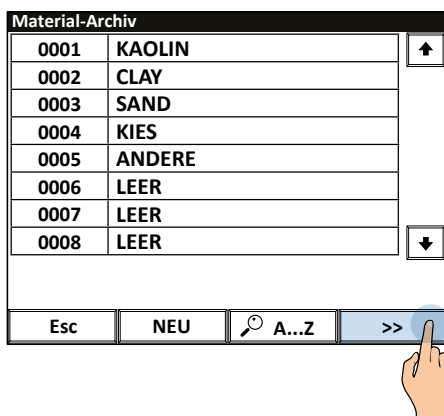 Material-Archiv
0001 KAOLIN
0002 CLAY
0003 SAND
0004 KIES
0005 ANDERE
0006 LEER
0007 LEER
0008 LEER
Esc NEU A...Z >>